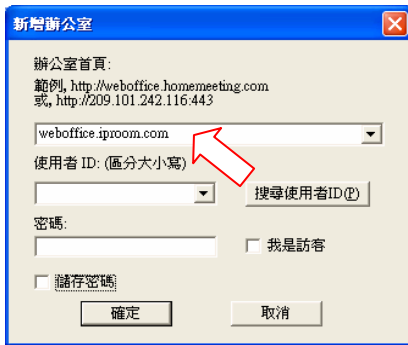 新增辦公室
辦公室首頁:
範例, http://weboffice.homemeeting.com
或, http://209.101.242.116:443
weboffice.iproom.com
使用者 ID: (區分大小寫)
搜尋使用者ID(P)
密碼:
我是訪客
儲存密碼
確定
取消